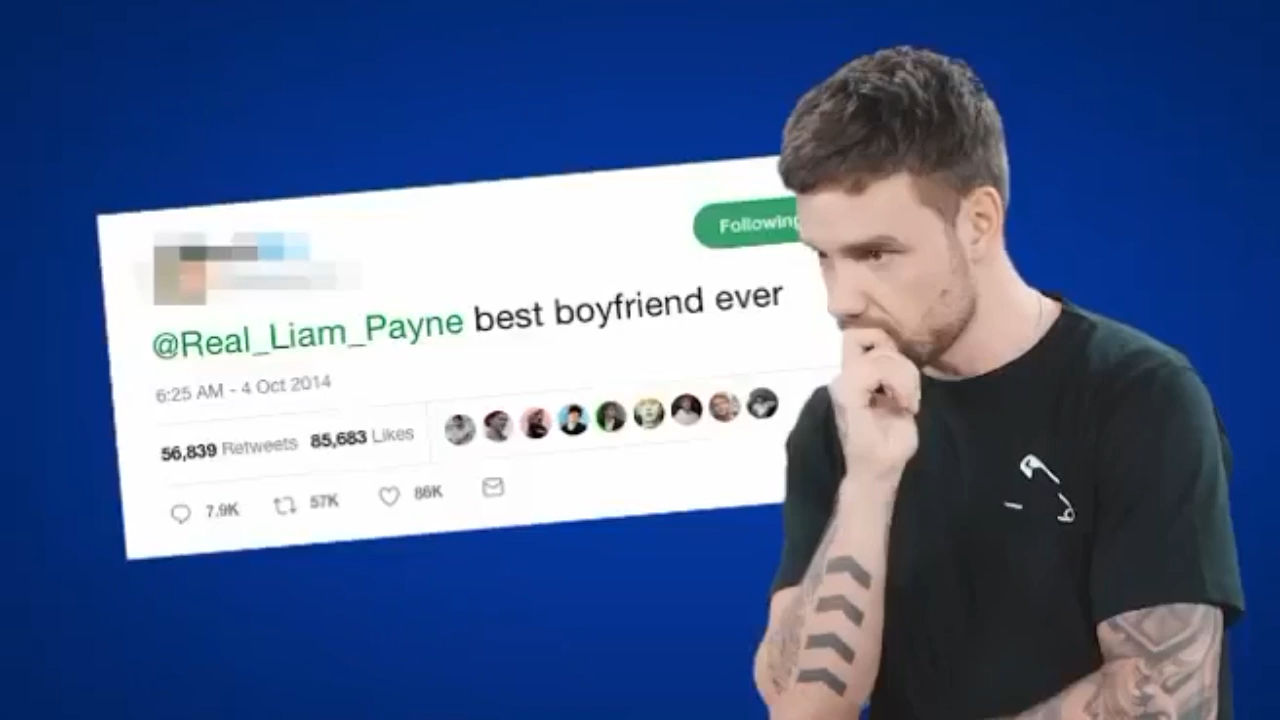 Following
@Real_Liam_Payne best boyfriend ever
6:25 AM - 4 Oct 2014
56,839 Retweets 85,683 Likes
7.9K 57K 86K